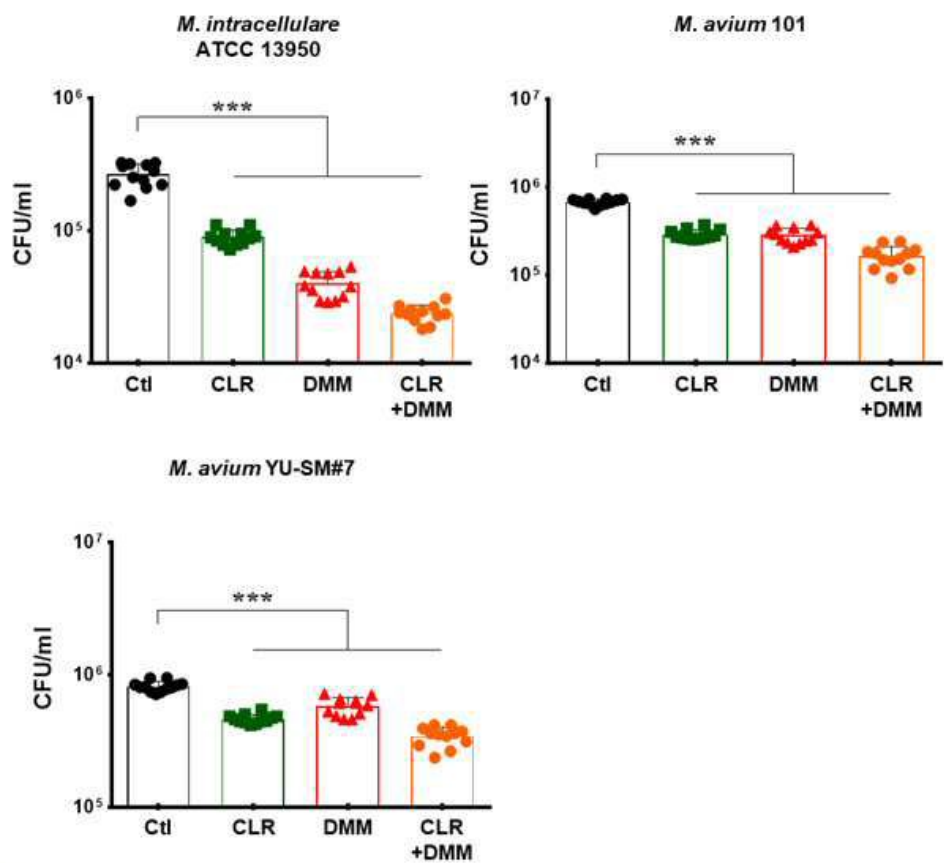 M. intracellulare
ATCC 13950
10⁶
10⁵
10⁴
CFU/ml
***
Ctl
CLR
DMM
CLR
+DMM
M. avium 101
10⁷
10⁶
10⁵
10⁴
CFU/ml
***
Ctl
CLR
DMM
CLR
+DMM
M. avium YU-SM#7
10⁷
10⁶
10⁵
CFU/ml
***
Ctl
CLR
DMM
CLR
+DMM